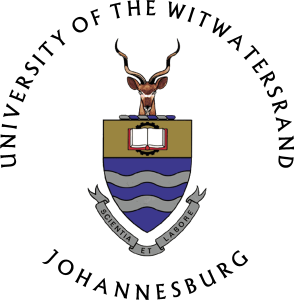 UNIVERSITY OF THE WITWATERSRAND
SCIENTIA
ET
LABORE
JOHANNESBURG